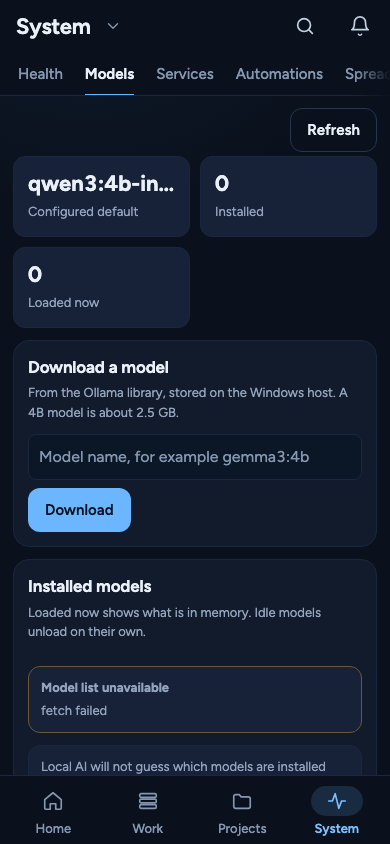 System
Health Models Services Automations Sprea
Refresh
qwen3:4b-in...
Configured default
0
Installed
0
Loaded now
Download a model
From the Ollama library, stored on the Windows host. A
4B model is about 2.5 GB.
Model name, for example gemma3:4b
Download
Installed models
Loaded now shows what is in memory. Idle models
unload on their own.
Model list unavailable
fetch failed
Local AI will not guess which models are installed
Home Work Projects System